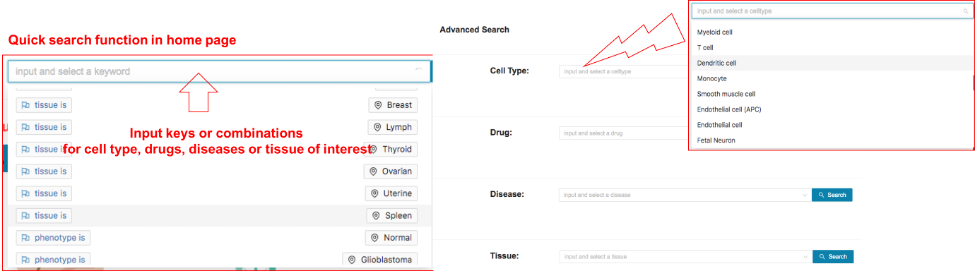 Quick search function in home page
input and select a keyword
tissue is Breast
tissue is Lymph
Input keys or combinations
for cell type, drugs, diseases or tissue of interest
tissue is Thyroid
tissue is Ovarian
tissue is Uterine
tissue is Spleen
phenotype is Normal
phenotype is Glioblastoma
Advanced Search
Cell Type: Input and select a celltype
Drug: Input and select a drug
Disease: Input and select a disease Search
Tissue: Input and select a tissue Search
Input and select a celltype
Myeloid cell
T cell
Dendritic cell
Monocyte
Smooth muscle cell
Endothelial cell (APC)
Endothelial cell
Fetal Neuron